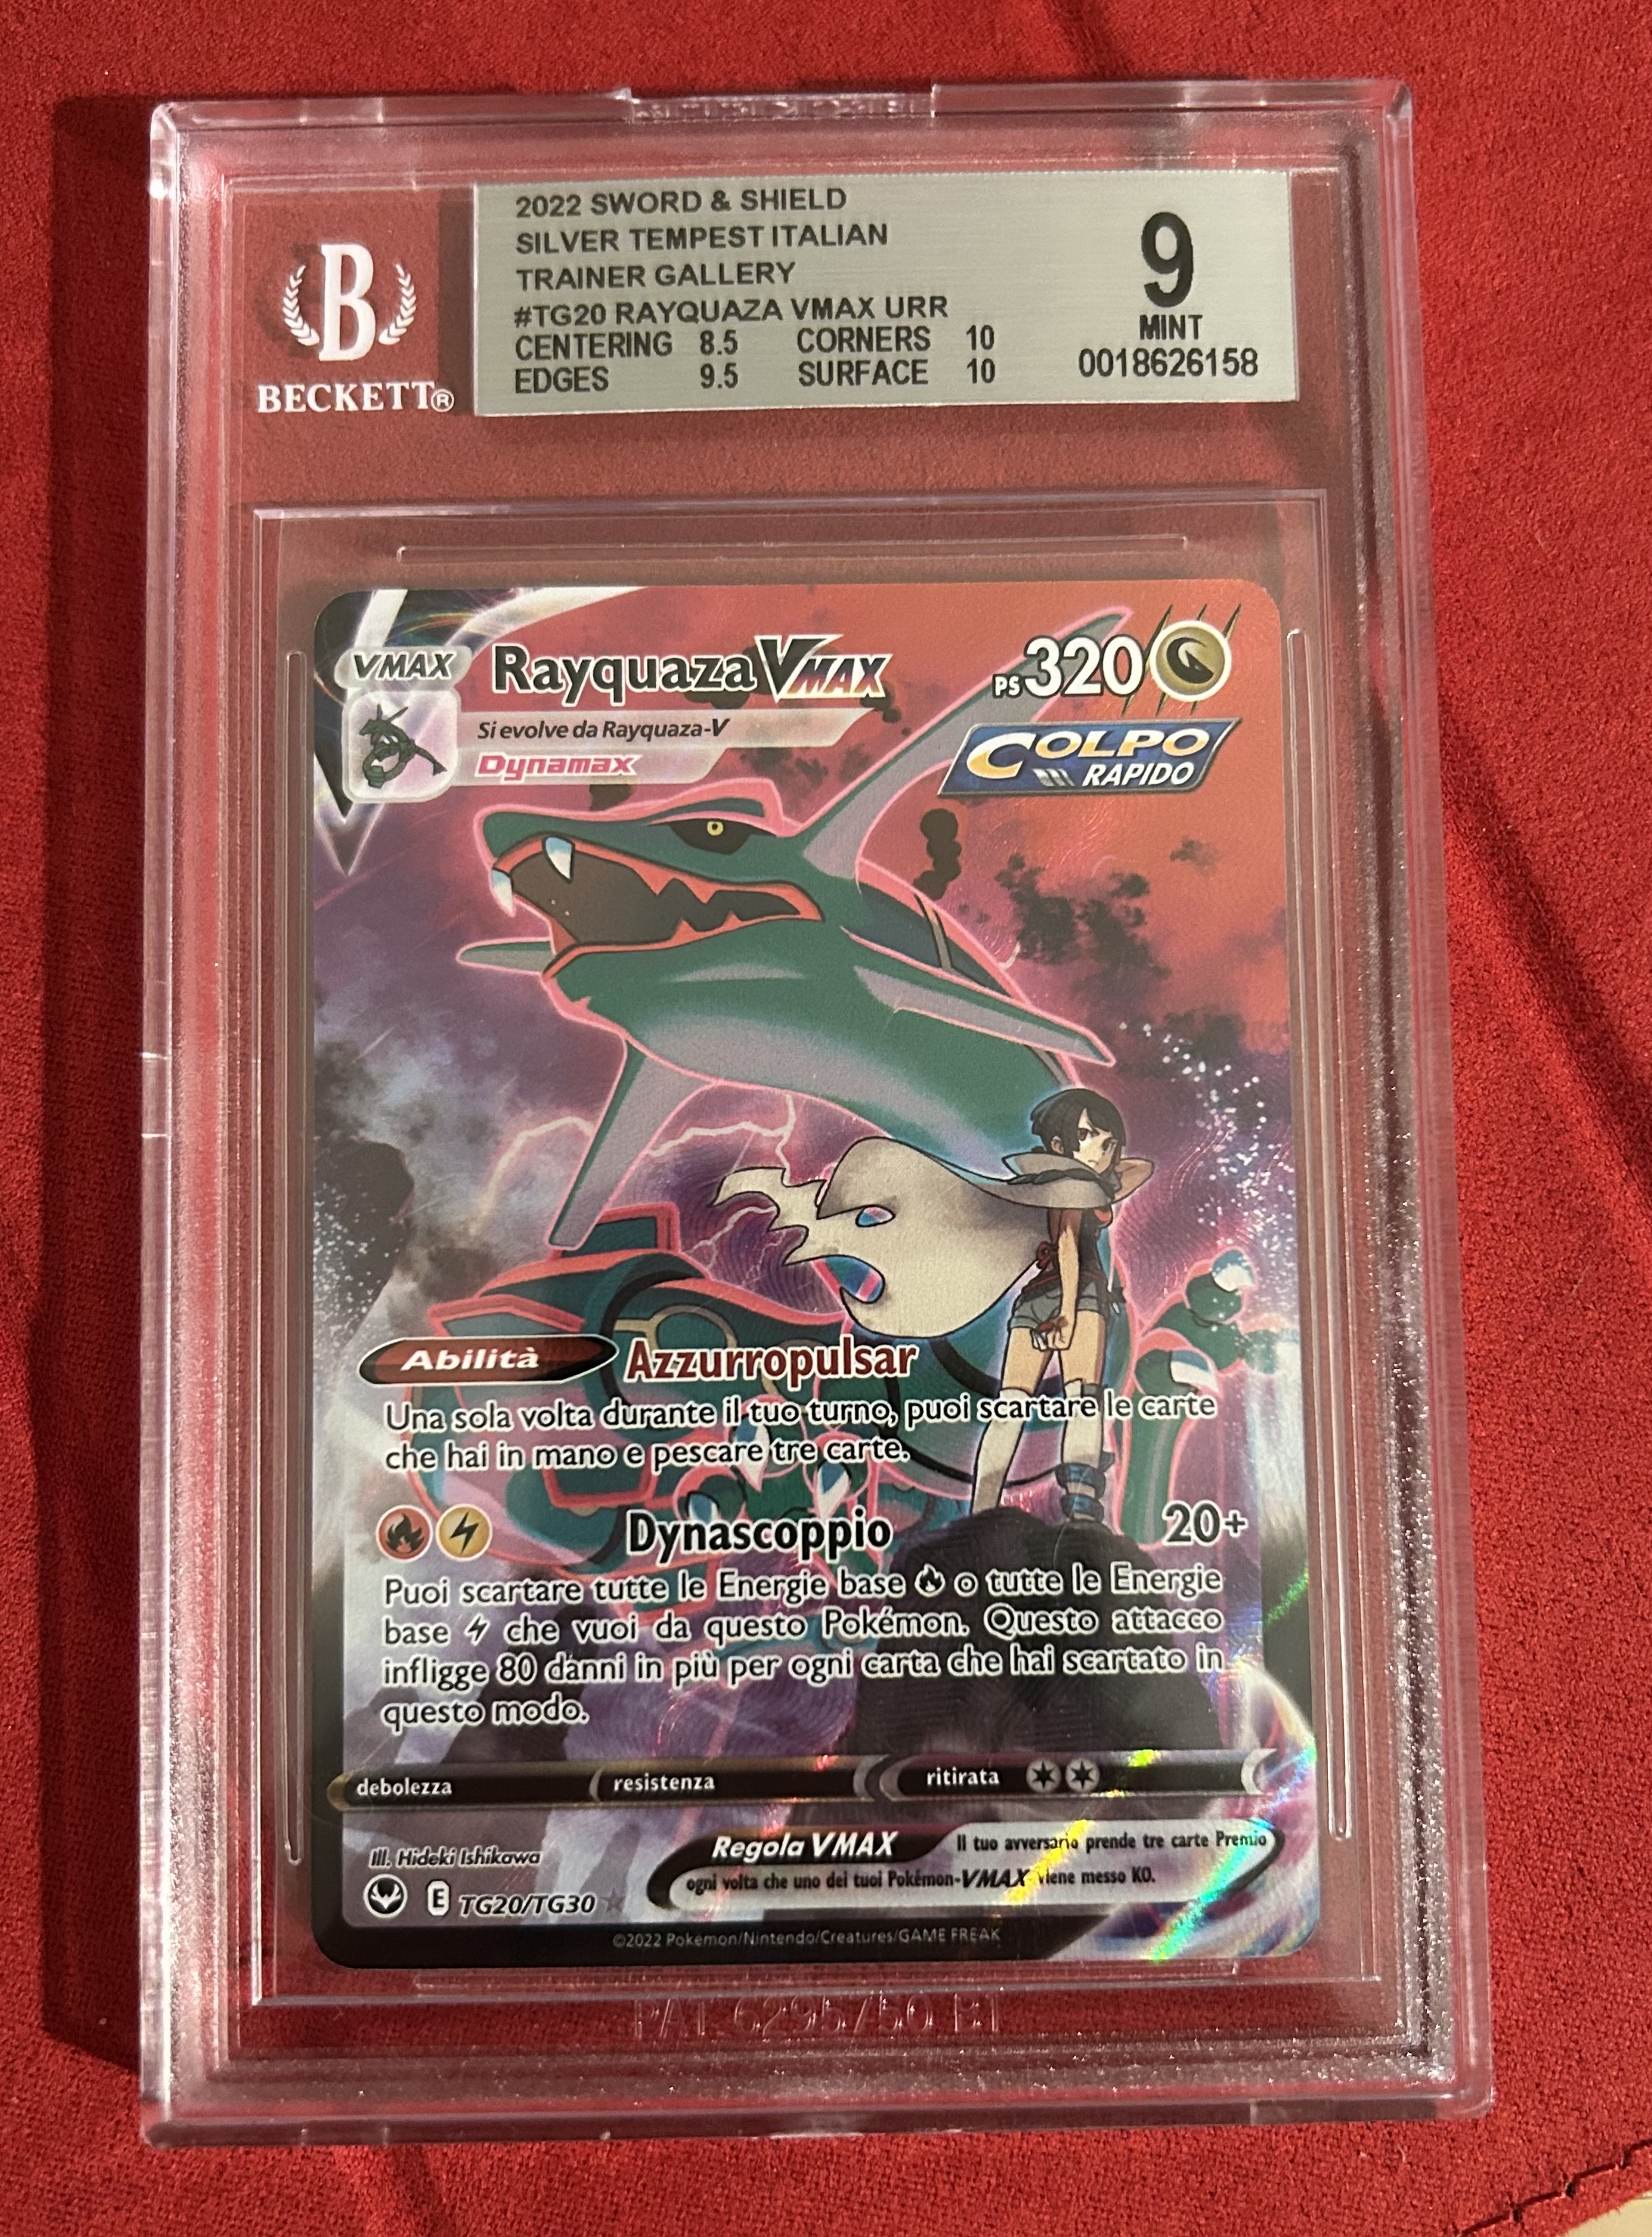 2022 SWORD & SHIELD
SILVER TEMPEST ITALIAN
TRAINER GALLERY
#TG20 RAYQUAZA VMAX URR
CENTERING 8.5 CORNERS 10
EDGES 9.5 SURFACE 10
9
MINT
0018626158
B
BECKETT®
VMAX Rayquaza VMAX PS 320
Si evolve da Rayquaza-V
Dynamax
COLPO
RAPIDO
Abilità Azzurropulsar
Una sola volta durante il tuo turno, puoi scartare le carte
che hai in mano e pescare tre carte.
Dynascoppio 20+
Puoi scartare tutte le Energie base o tutte le Energie
base che vuoi da questo Pokémon. Questo attacco
infligge 80 danni in più per ogni carta che hai scartato in
questo modo.
debolezza resistenza ritirata
Ill. Hideki Ishikawa
Regola VMAX Il tuo avversario prende tre carte Premio
ogni volta che uno dei tuoi Pokémon-VMAX viene messo KO.
E TG20/TG30
©2022 Pokémon/Nintendo/Creatures/GAME FREAK
PAT 6295750 B1